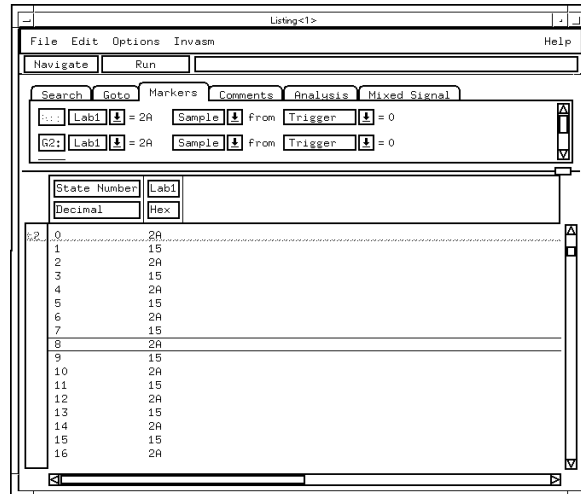 Listing<1>
File Edit Options Invasm Help
Navigate Run
Search Goto Markers Comments Analysis Mixed Signal
Lab1 = 2A Sample from Trigger = 0
G2: Lab1 = 2A Sample from Trigger = 0
State Number Lab1
Decimal Hex
0 2A
1 15
2 2A
3 15
4 2A
5 15
6 2A
7 15
8 2A
9 15
10 2A
11 15
12 2A
13 15
14 2A
15 15
16 2A